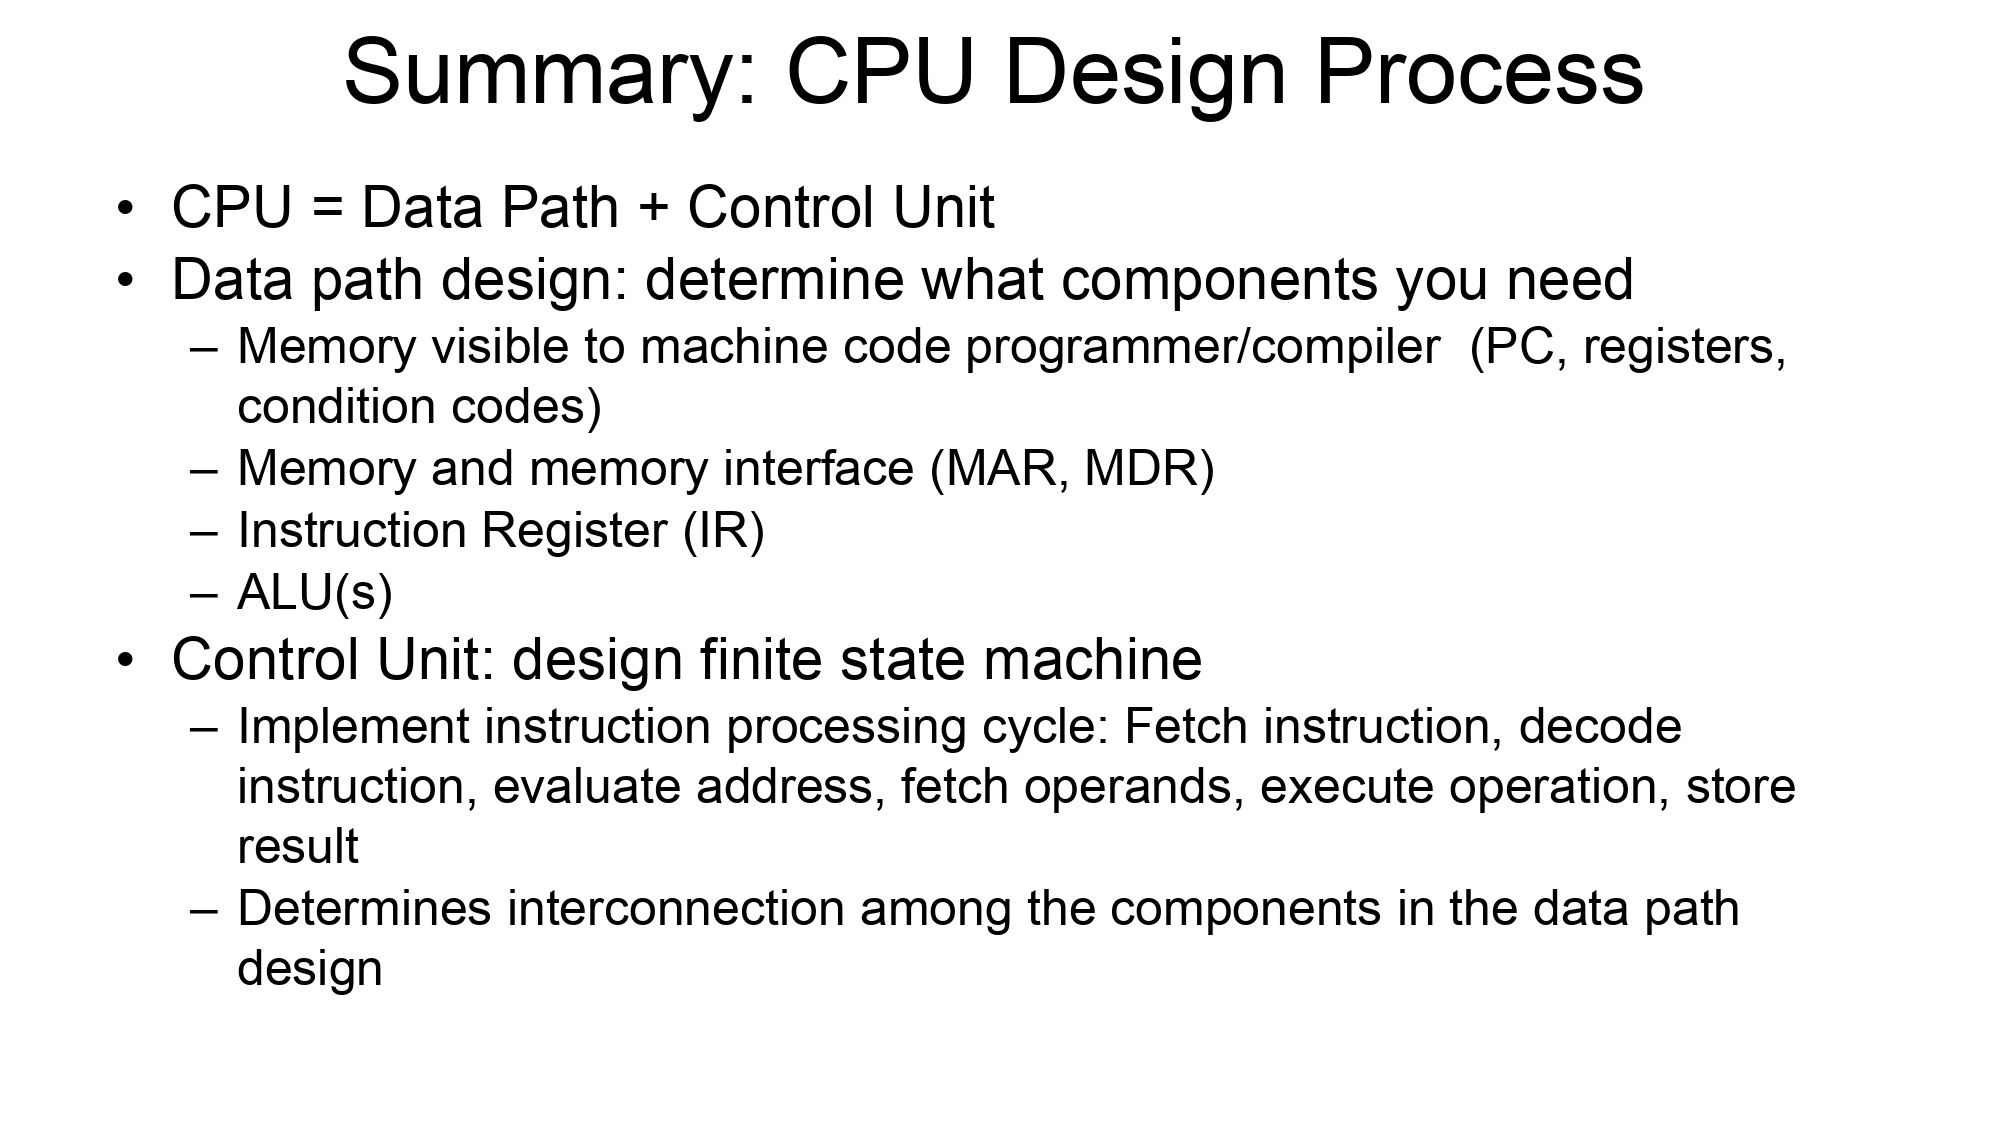 Summary: CPU Design Process
• CPU = Data Path + Control Unit
• Data path design: determine what components you need
– Memory visible to machine code programmer/compiler  (PC, registers,
condition codes)
– Memory and memory interface (MAR, MDR)
– Instruction Register (IR)
– ALU(s)
• Control Unit: design finite state machine
– Implement instruction processing cycle: Fetch instruction, decode
instruction, evaluate address, fetch operands, execute operation, store
result
– Determines interconnection among the components in the data path
design